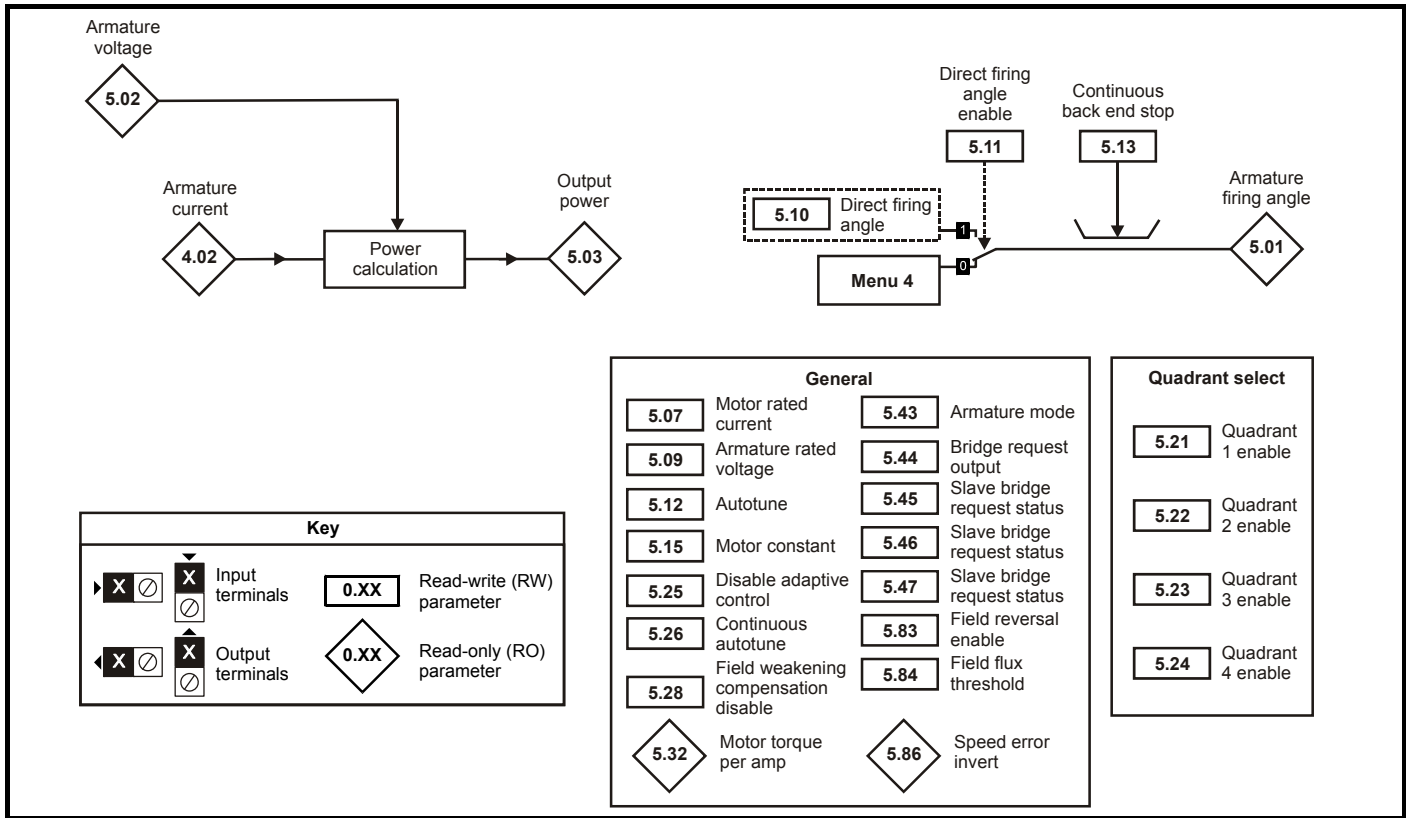 Armature
voltage
5.02
Armature
current
4.02
Power
calculation
Output
power
5.03
Direct firing
angle
enable
5.11
Continuous
back end stop
5.13
5.10
Direct firing
angle
1
0
Menu 4
Armature
firing angle
5.01
Key
X
X
Input
terminals
0.XX
Read-write (RW)
parameter
X
X
Output
terminals
0.XX
Read-only (RO)
parameter
General
5.07
Motor rated
current
5.09
Armature rated
voltage
5.12
Autotune
5.15
Motor constant
5.25
Disable adaptive
control
5.26
Continuous
autotune
5.28
Field weakening
compensation
disable
5.32
Motor torque
per amp
5.43
Armature mode
5.44
Bridge request
output
5.45
Slave bridge
request status
5.46
Slave bridge
request status
5.47
Slave bridge
request status
5.83
Field reversal
enable
5.84
Field flux
threshold
5.86
Speed error
invert
Quadrant select
5.21
Quadrant
1 enable
5.22
Quadrant
2 enable
5.23
Quadrant
3 enable
5.24
Quadrant
4 enable